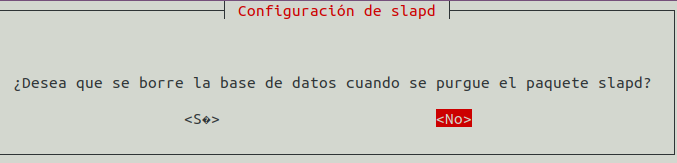 Configuración de slapd
¿Desea que se borre la base de datos cuando se purgue el paquete slapd?
<S�> <No>